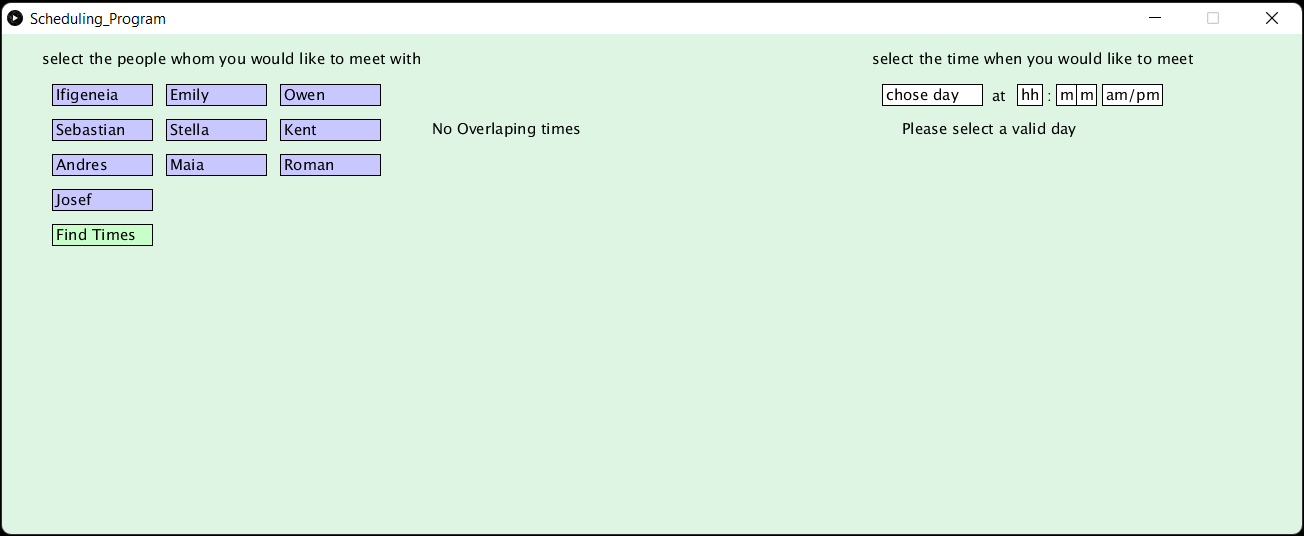 Scheduling_Program
select the people whom you would like to meet with
select the time when you would like to meet
Ifigeneia Emily Owen
chose day at hh : m m am/pm
Sebastian Stella Kent
No Overlaping times
Please select a valid day
Andres Maia Roman
Josef
Find Times